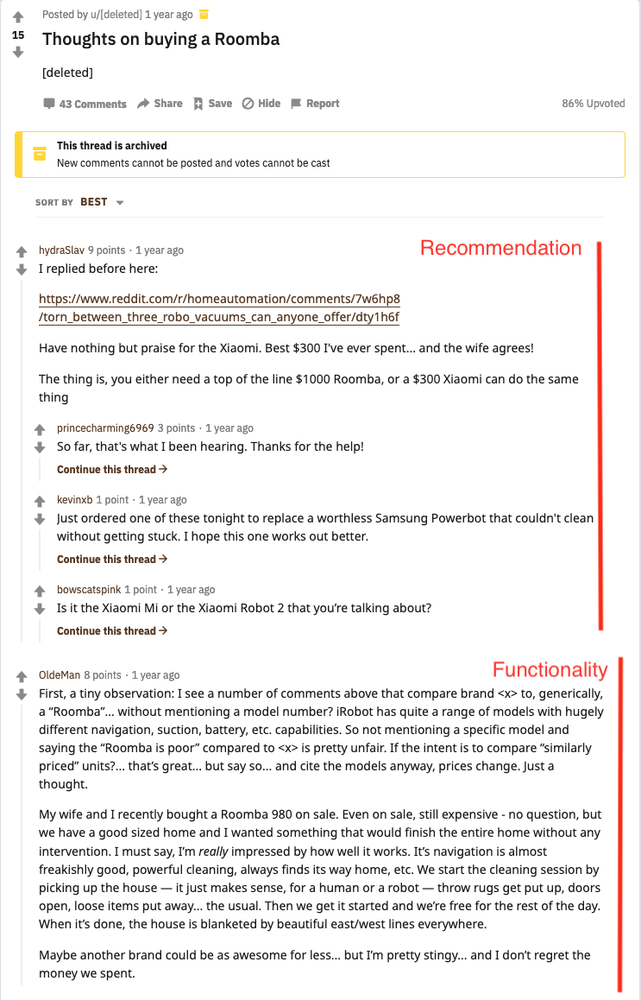 Posted by u/[deleted] 1 year ago
15
Thoughts on buying a Roomba
[deleted]
43 Comments Share Save Hide Report 86% Upvoted
This thread is archived
New comments cannot be posted and votes cannot be cast
SORT BY BEST
Recommendation
hydraSlav 9 points · 1 year ago
I replied before here:
https://www.reddit.com/r/homeautomation/comments/7w6hp8
/torn_between_three_robo_vacuums_can_anyone_offer/dty1h6f
Have nothing but praise for the Xiaomi. Best $300 I've ever spent... and the wife agrees!
The thing is, you either need a top of the line $1000 Roomba, or a $300 Xiaomi can do the same
thing
princecharming6969 3 points · 1 year ago
So far, that's what I been hearing. Thanks for the help!
Continue this thread →
kevinxb 1 point · 1 year ago
Just ordered one of these tonight to replace a worthless Samsung Powerbot that couldn't clean
without getting stuck. I hope this one works out better.
Continue this thread →
bowscatspink 1 point · 1 year ago
Is it the Xiaomi Mi or the Xiaomi Robot 2 that you’re talking about?
Continue this thread →
Functionality
OldeMan 8 points · 1 year ago
First, a tiny observation: I see a number of comments above that compare brand <x> to, generically,
a “Roomba”... without mentioning a model number? iRobot has quite a range of models with hugely
different navigation, suction, battery, etc. capabilities. So not mentioning a specific model and
saying the “Roomba is poor” compared to <x> is pretty unfair. If the intent is to compare “similarly
priced” units?... that’s great... but say so... and cite the models anyway, prices change. Just a
thought.
My wife and I recently bought a Roomba 980 on sale. Even on sale, still expensive - no question, but
we have a good sized home and I wanted something that would finish the entire home without any
intervention. I must say, I’m really impressed by how well it works. It’s navigation is almost
freakishly good, powerful cleaning, always finds its way home, etc. We start the cleaning session by
picking up the house — it just makes sense, for a human or a robot — throw rugs get put up, doors
open, loose items put away... the usual. Then we get it started and we’re free for the rest of the day.
When it’s done, the house is blanketed by beautiful east/west lines everywhere.
Maybe another brand could be as awesome for less... but I’m pretty stingy... and I don’t regret the
money we spent.